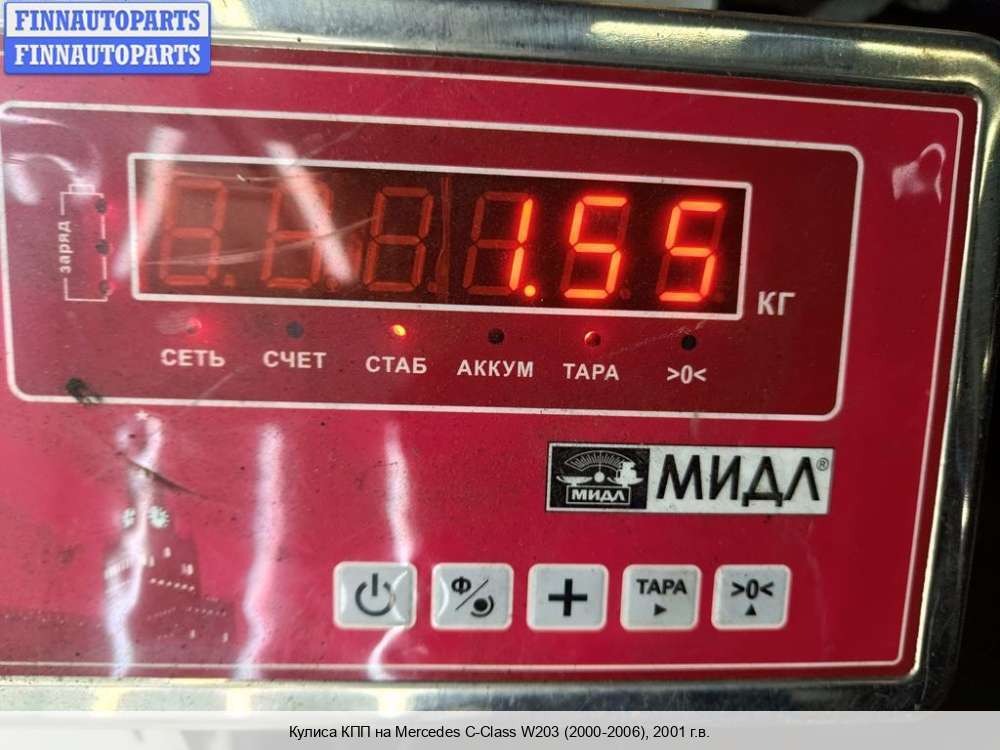 FINNAUTOPARTS
FINNAUTOPARTS
заряд
1.55
КГ
СЕТЬ СЧЕТ СТАБ АККУМ ТАРА >0<
МИДЛ МИДЛ®
Ф/ + ТАРА >0<
Кулиса КПП на Mercedes C-Class W203 (2000-2006), 2001 г.в.